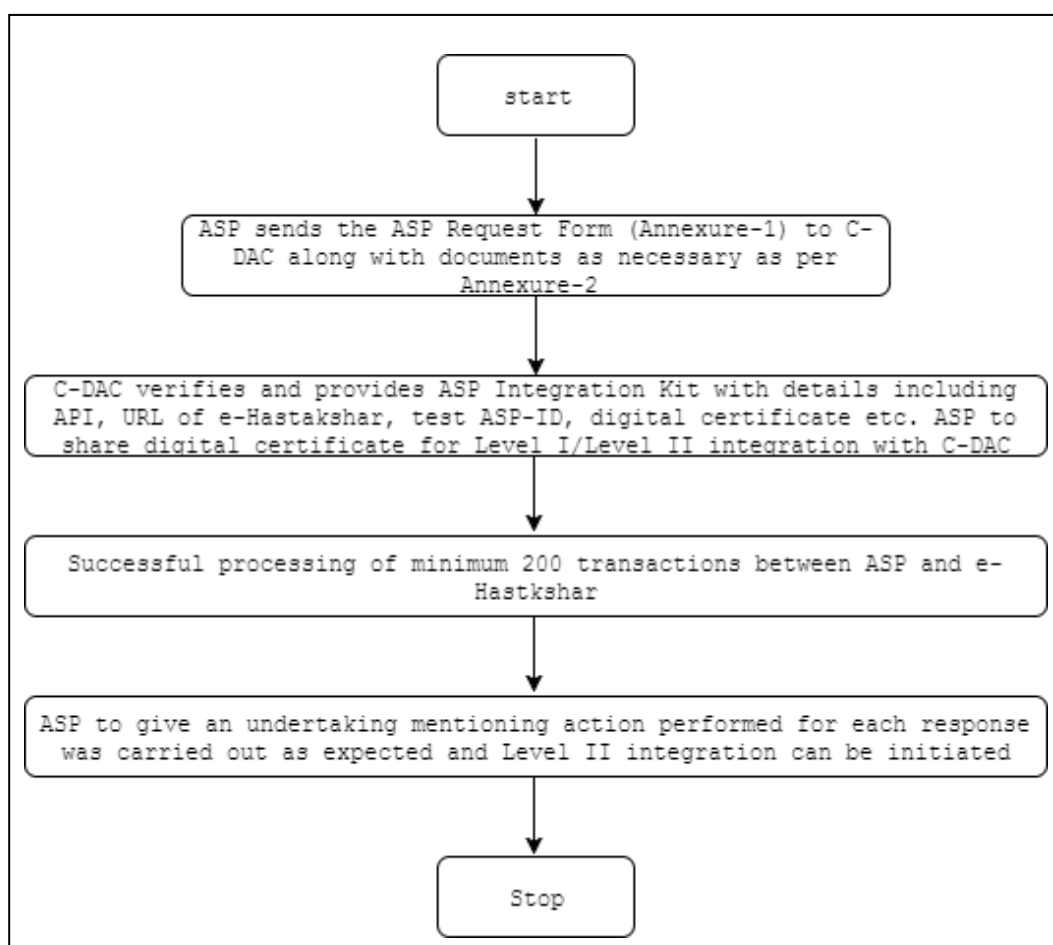 start
ASP sends the ASP Request Form (Annexure-1) to C-
DAC along with documents as necessary as per
Annexure-2
C-DAC verifies and provides ASP Integration Kit with details including
API, URL of e-Hastakshar, test ASP-ID, digital certificate etc. ASP to
share digital certificate for Level I/Level II integration with C-DAC
Successful processing of minimum 200 transactions between ASP and e-
Hastkshar
ASP to give an undertaking mentioning action performed for each response
was carried out as expected and Level II integration can be initiated
Stop